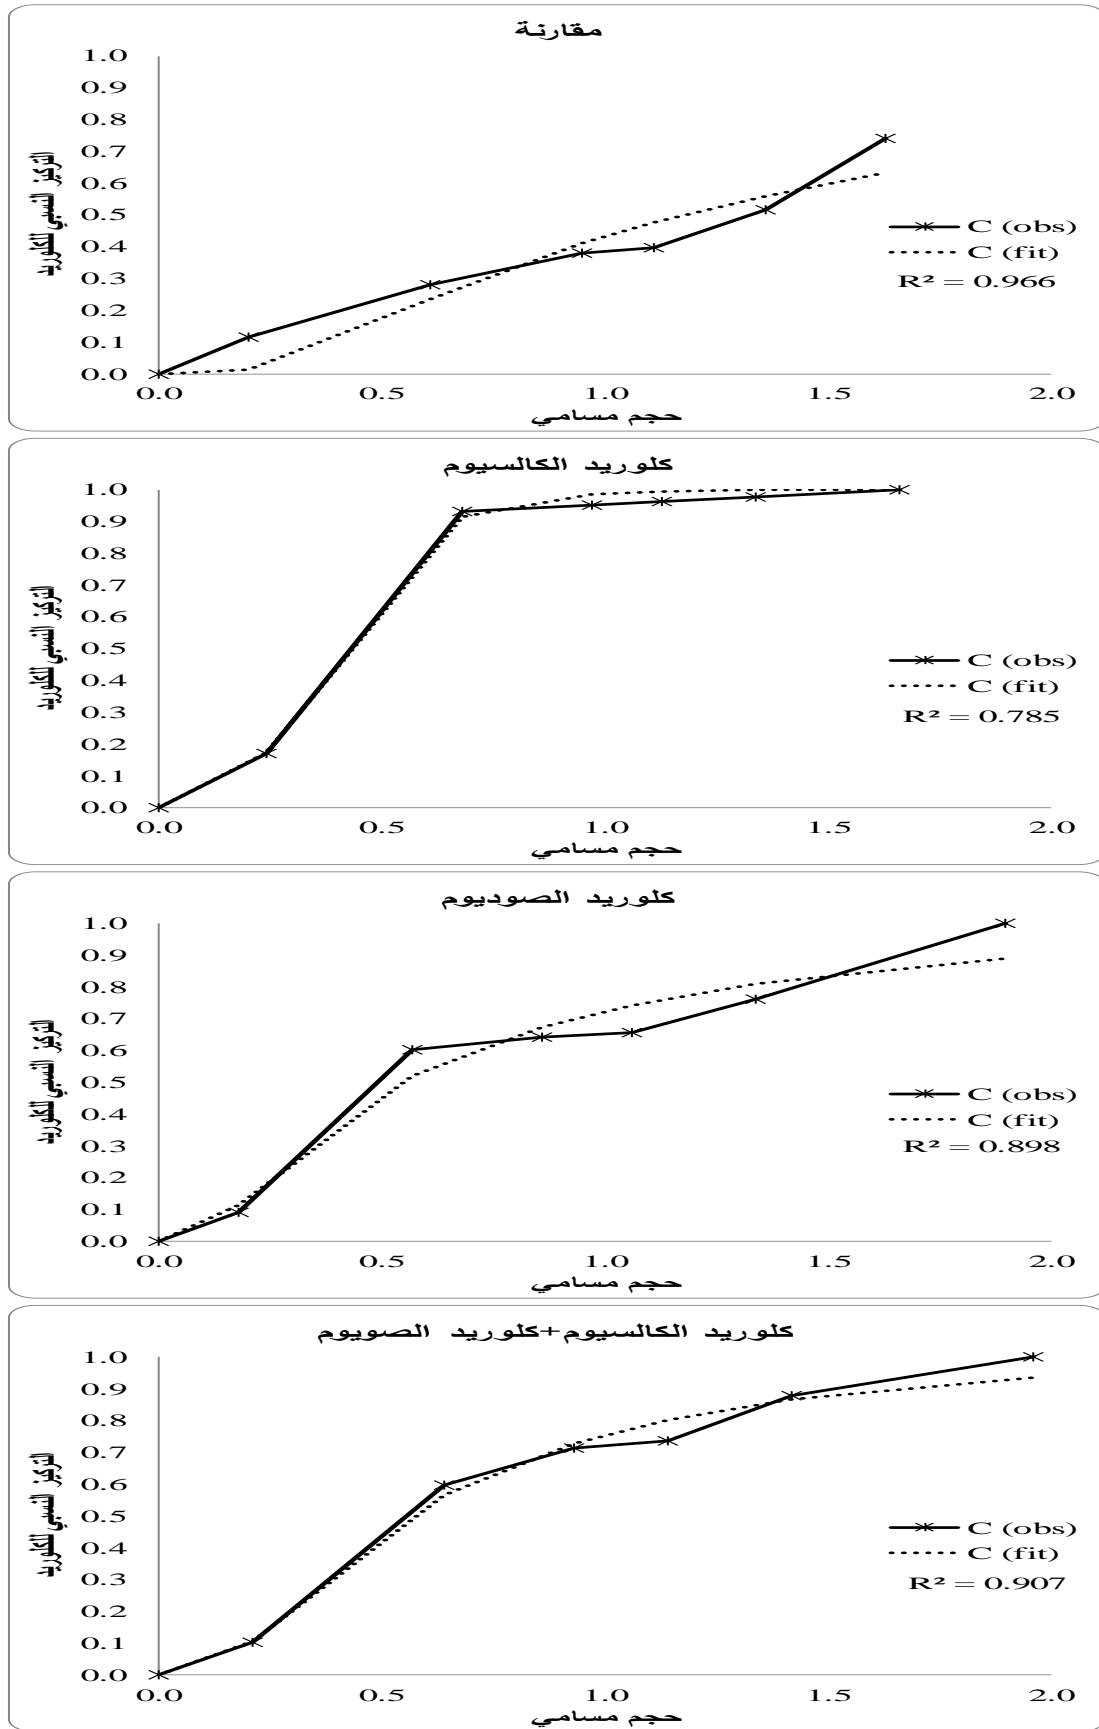 مقارنة
1.0
0.9
0.8
0.7
0.6
0.5
0.4
0.3
0.2
0.1
0.0
التركيز النسبي للكلوريد
C (obs)
C (fit)
R² = 0.966
0.0 0.5 1.0 1.5 2.0
حجم مسامي
كلوريد الكالسيوم
1.0
0.9
0.8
0.7
0.6
0.5
0.4
0.3
0.2
0.1
0.0
التركيز النسبي للكلوريد
C (obs)
C (fit)
R² = 0.785
0.0 0.5 1.0 1.5 2.0
حجم مسامي
كلوريد الصوديوم
1.0
0.9
0.8
0.7
0.6
0.5
0.4
0.3
0.2
0.1
0.0
التركيز النسبي للكلوريد
C (obs)
C (fit)
R² = 0.898
0.0 0.5 1.0 1.5 2.0
حجم مسامي
كلوريد الكالسيوم+كلوريد الصويوم
1.0
0.9
0.8
0.7
0.6
0.5
0.4
0.3
0.2
0.1
0.0
التركيز النسبي للكلوريد
C (obs)
C (fit)
R² = 0.907
0.0 0.5 1.0 1.5 2.0
حجم مسامي